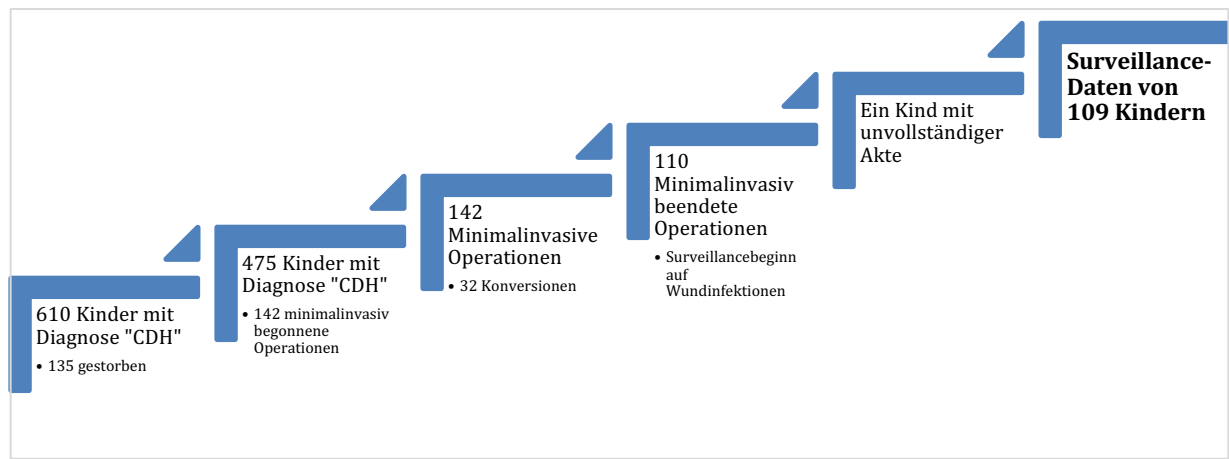 610 Kinder mit
Diagnose "CDH"
• 135 gestorben
475 Kinder mit
Diagnose "CDH"
• 142 minimalinvasiv
begonnene
Operationen
142
Minimalinvasive
Operationen
• 32 Konversionen
110
Minimalinvasiv
beendete
Operationen
• Surveillancebeginn
auf
Wundinfektionen
Ein Kind mit
unvollständiger
Akte
Surveillance-
Daten von
109 Kindern